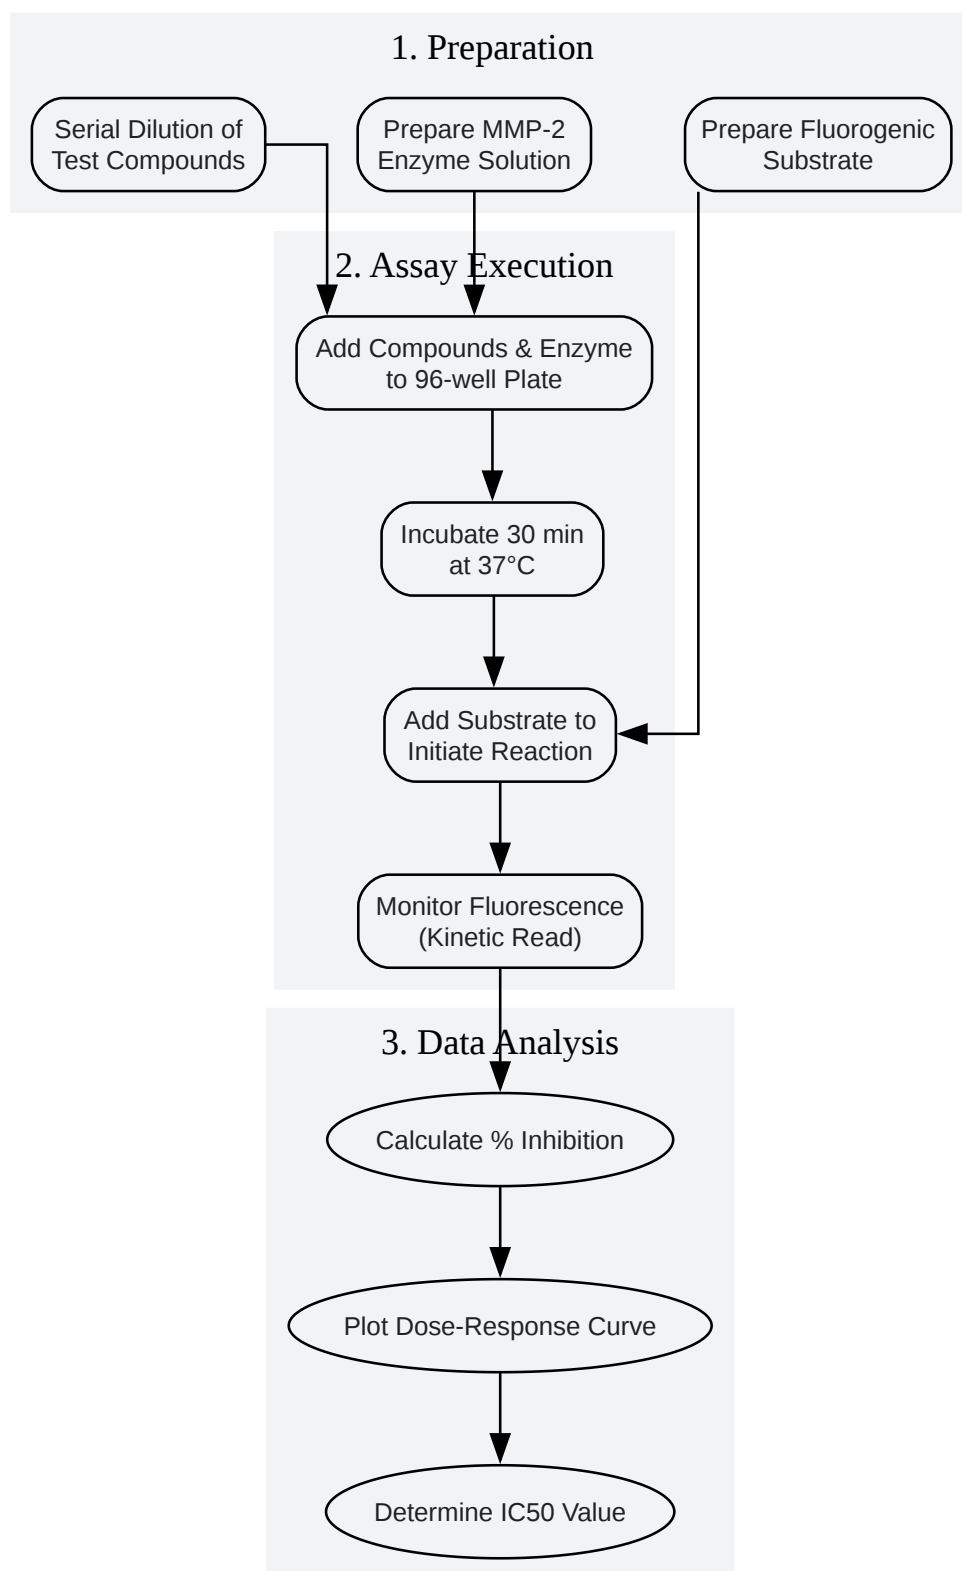 1. Preparation
Serial Dilution of
Test Compounds
Prepare MMP-2
Enzyme Solution
Prepare Fluorogenic
Substrate
2. Assay Execution
Add Compounds & Enzyme
to 96-well Plate
Incubate 30 min
at 37°C
Add Substrate to
Initiate Reaction
Monitor Fluorescence
(Kinetic Read)
3. Data Analysis
Calculate % Inhibition
Plot Dose-Response Curve
Determine IC50 Value